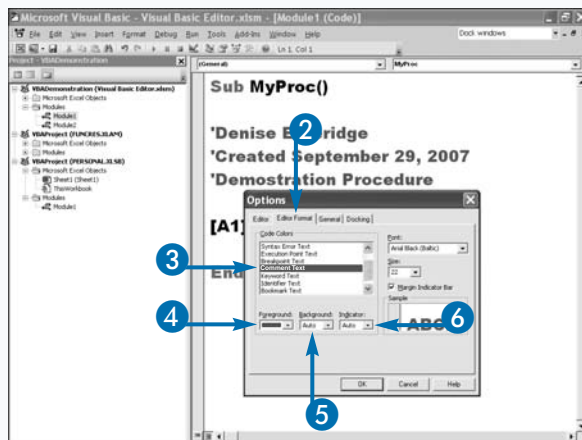 Microsoft Visual Basic - Visual Basic Editor.xlsm - [Module1 (Code)]
File Edit View Insert Format Debug Run Tools Add-Ins Window Help
Dock windows
Ln 1, Col 1
Project - VBADemonstration
(General)
MyProc
VBADemonstration (Visual Basic Editor.xlsm)
Microsoft Excel Objects
Modules
Module1
Module2
VBAProject (FUNCRES.XLAM)
Microsoft Excel Objects
Modules
VBAProject (PERSONAL.XLSB)
Microsoft Excel Objects
Sheet1 (Sheet1)
ThisWorkbook
Modules
Module1
Sub MyProc()
'Denise
'Created September 29, 2007
'Demostration Procedure
[A1]
End
2
Options
Editor
Editor Format
General
Docking
Code Colors
Syntax Error Text
Execution Point Text
Breakpoint Text
Comment Text
Keyword Text
Identifier Text
Bookmark Text
3
Font:
Arial Black (Baltic)
Size:
22
Margin Indicator Bar
Sample
ABC
Foreground:
Background:
Indicator:
Auto
Auto
4
5
6
OK
Cancel
Help